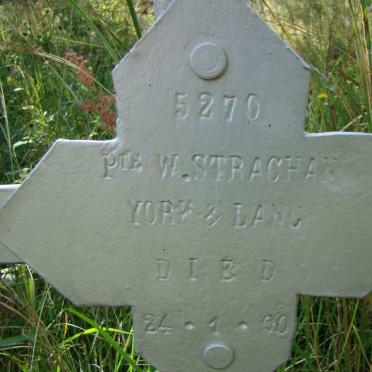 5270
PTE W. STRACHAN
YORK & LANC
DIED
24 · 1 · 00